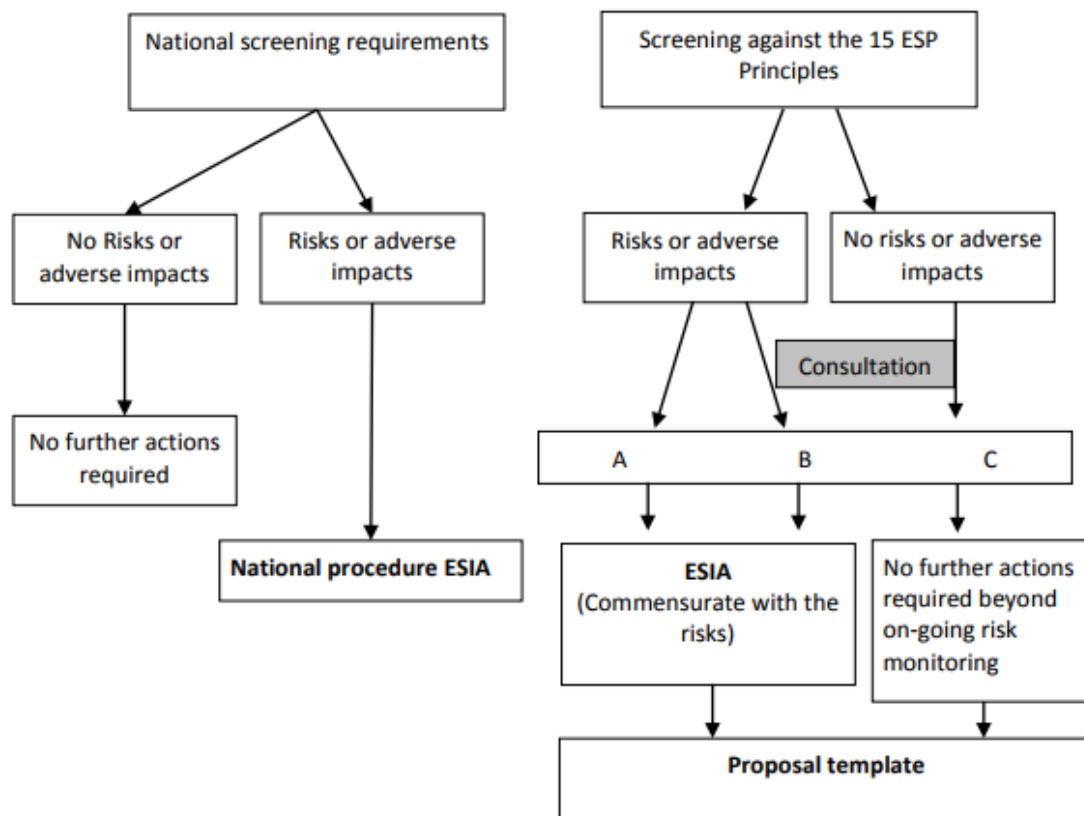 National screening requirements
Screening against the 15 ESP
Principles
No Risks or
adverse impacts
Risks or adverse
impacts
Risks or adverse
impacts
No risks or adverse
impacts
Consultation
No further actions
required
A
B
C
National procedure ESIA
ESIA
(Commensurate with the
risks)
No further actions
required beyond
on-going risk
monitoring
Proposal template